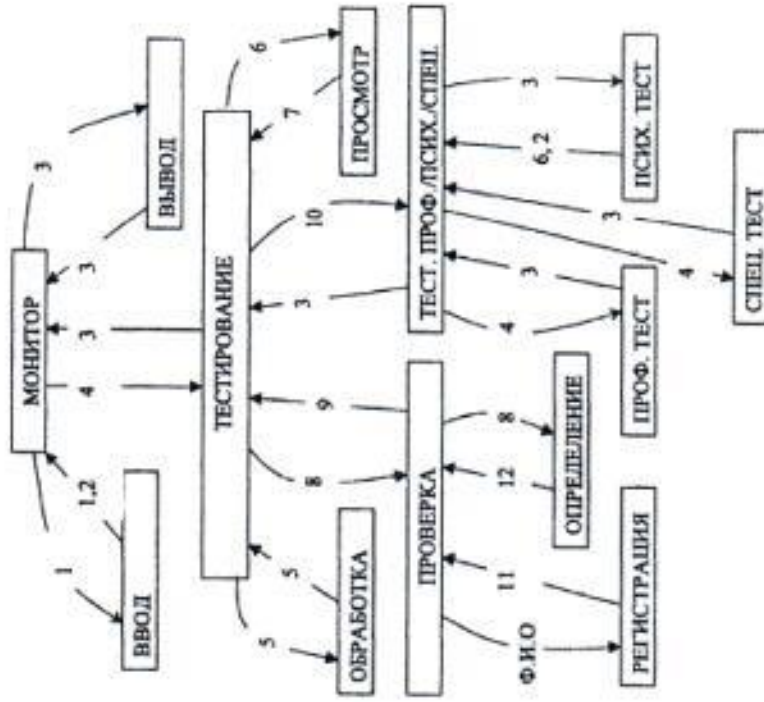 МОНИТОР
1
1,2
4
3
3
3
ВВОД
ВЫВОД
ТЕСТИРОВАНИЕ
5
5
8
9
3
10
7
6
ОБРАБОТКА
ПРОСМОТР
ПРОВЕРКА
ТЕСТ. ПРОФ./ПСИХ./СПЕЦ.
Ф.И.О
11
12
8
4
3
4
3
6, 2
3
РЕГИСТРАЦИЯ
ОПРЕДЕЛЕНИЕ
ПРОФ. ТЕСТ
ПСИХ. ТЕСТ
СПЕЦ. ТЕСТ